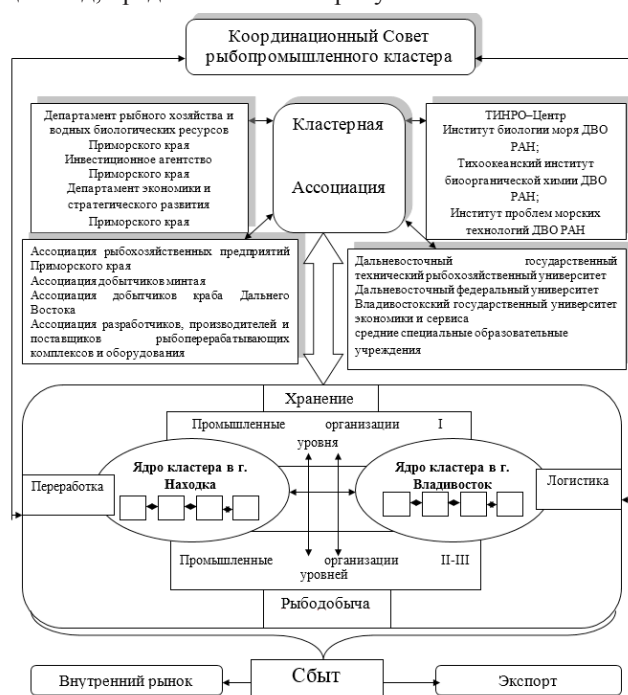 Координационный Совет
рыбопромышленного кластера
Департамент рыбного хозяйства и
водных биологических ресурсов
Приморского края
Инвестиционное агентство
Приморского края
Департамент экономики и
стратегического развития
Приморского края
Кластерная
Ассоциация
ТИНРО–Центр
Институт биологии моря ДВО
РАН;
Тихоокеанский институт
биоорганической химии ДВО
РАН;
Институт проблем морских
технологий ДВО РАН
Ассоциация рыбохозяйственных предприятий
Приморского края
Ассоциация добытчиков минтая
Ассоциация добытчиков краба Дальнего
Востока
Ассоциация разработчиков, производителей и
поставщиков рыбоперерабатывающих
комплексов и оборудования
Дальневосточный государственный
технический рыбохозяйственный университет
Дальневосточный федеральный университет
Владивостокский государственный университет
экономики и сервиса
средние специальные образовательные
учреждения
Хранение
Промышленные организации I
уровня
Ядро кластера в г.
Находка
Ядро кластера в г.
Владивосток
Переработка
Логистика
Промышленные организации II-III
уровней
Рыбодобыча
Внутренний рынок
Сбыт
Экспорт